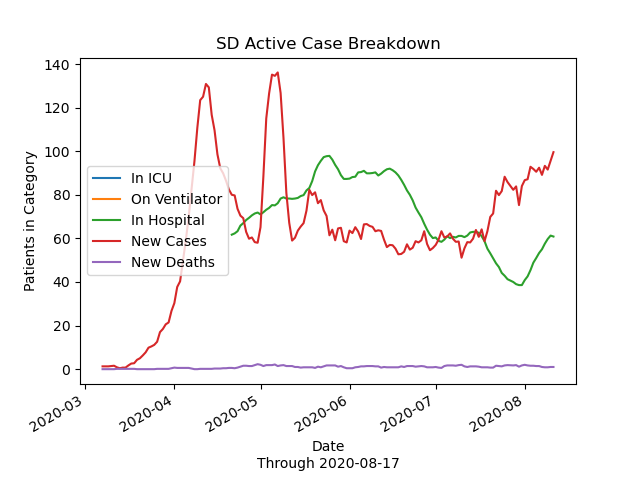 SD Active Case Breakdown
Patients in Category
140
120
100
80
60
40
20
0
In ICU
On Ventilator
In Hospital
New Cases
New Deaths
2020-03
2020-04
2020-05
2020-06
2020-07
2020-08
Date
Through 2020-08-17